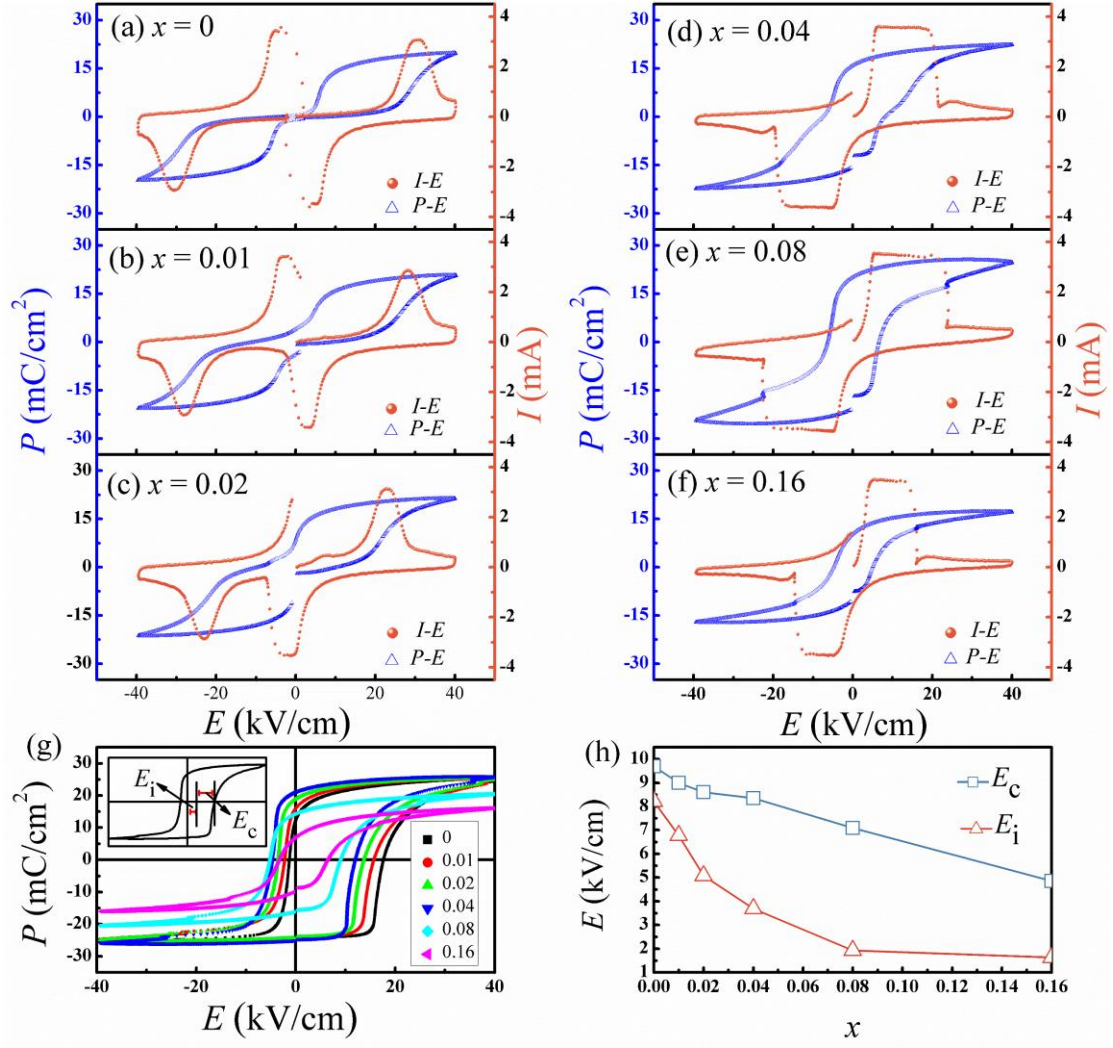 (a) x = 0
30
15
0
-15
-30
I-E
P-E
4
2
0
-2
-4
(d) x = 0.04
30
15
0
-15
-30
I-E
P-E
4
2
0
-2
-4
(b) x = 0.01
30
15
0
-15
-30
P (mC/cm²)
I-E
P-E
4
2
0
-2
-4
I (mA)
(e) x = 0.08
30
15
0
-15
-30
P (mC/cm²)
I-E
P-E
4
2
0
-2
-4
I (mA)
(c) x = 0.02
30
15
0
-15
-30
I-E
P-E
4
2
0
-2
-4
-40 -20 0 20 40
E (kV/cm)
(f) x = 0.16
30
15
0
-15
-30
I-E
P-E
4
2
0
-2
-4
-40 -20 0 20 40
E (kV/cm)
(g)
30
20
10
0
-10
-20
-30
P (mC/cm²)
Ei
Ec
0
0.01
0.02
0.04
0.08
0.16
-40 -20 0 20 40
E (kV/cm)
(h)
10
9
8
7
6
5
4
3
2
1
E (kV/cm)
Ec
Ei
0.00 0.02 0.04 0.06 0.08 0.10 0.12 0.14 0.16
x